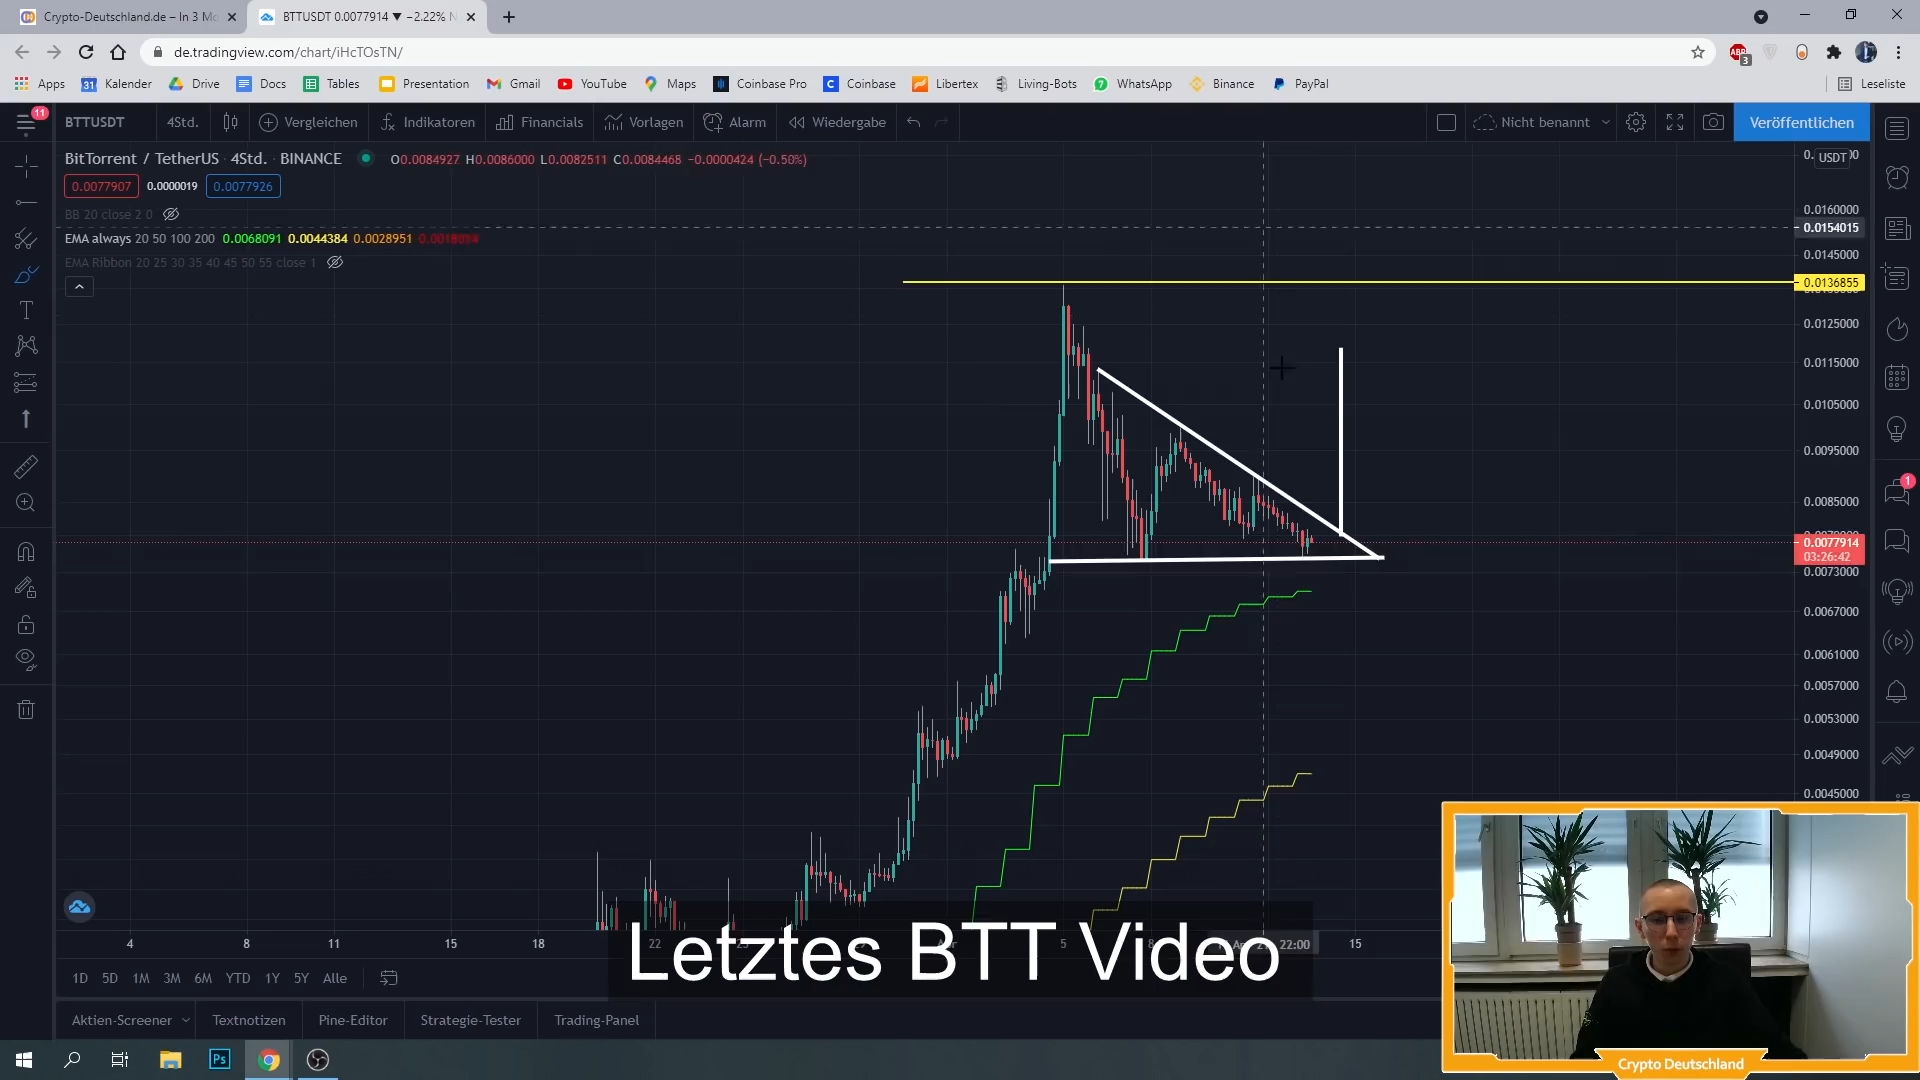 Crypto-Deutschland.de – In 3 Mo
BTTUSDT 0.0077914 ▼ −2.22% N
de.tradingview.com/chart/iHcTOsTN/
ABP
3
Apps
31
Kalender
Drive
Docs
Tables
Presentation
Gmail
YouTube
Maps
Coinbase Pro
Coinbase
Libertex
Living-Bots
WhatsApp
Binance
PayPal
Leseliste
11
BTTUSDT
4Std.
Vergleichen
Indikatoren
Financials
Vorlagen
Alarm
Wiedergabe
Nicht benannt
Veröffentlichen
BitTorrent / TetherUS · 4Std. · BINANCE
O0.0084927 H0.0086000 L0.0082511 C0.0084468 −0.0000424 (−0.50%)
USDT
0.0077907
0.0000019
0.0077926
BB 20 close 2 0
EMA always 20 50 100 200 0.0068091 0.0044384 0.0028951
EMA Ribbon 20 25 30 35 40 45 50 55 close 1
0.0160000
0.0154015
0.0145000
0.0136855
0.0125000
0.0115000
0.0105000
0.0095000
0.0085000
0.0077914
03:26:42
0.0073000
0.0067000
0.0061000
0.0057000
0.0053000
0.0049000
0.0045000
1
4
8
11
15
18
22
5
22:00
15
Letztes BTT Video
1D
5D
1M
3M
6M
YTD
1Y
5Y
Alle
Aktien-Screener
Textnotizen
Pine-Editor
Strategie-Tester
Trading-Panel
Ps
Crypto Deutschland